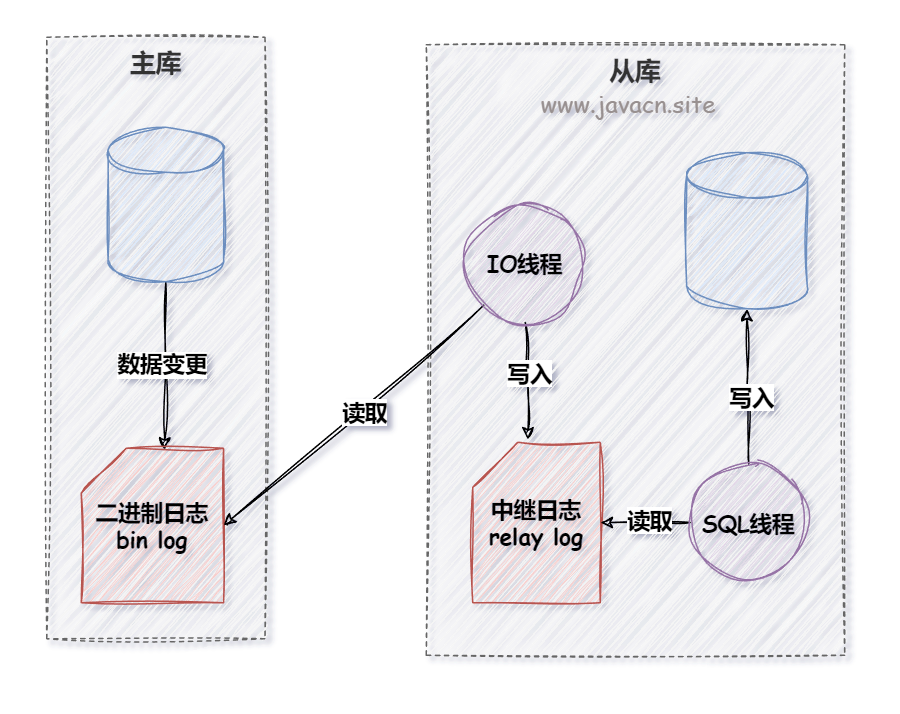 主库
数据变更
二进制日志
bin log
读取
从库
www.javacn.site
IO线程
写入
中继日志
relay log
读取
SQL线程
写入